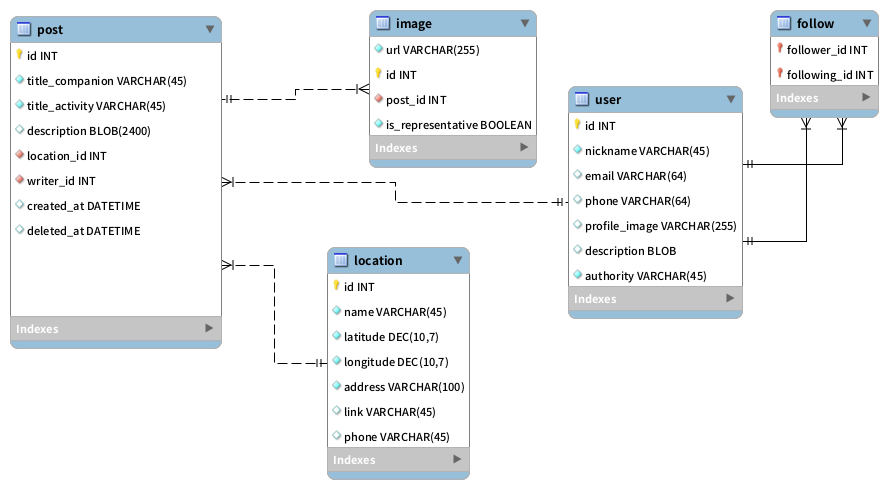 post
id INT
title_companion VARCHAR(45)
title_activity VARCHAR(45)
description BLOB(2400)
location_id INT
writer_id INT
created_at DATETIME
deleted_at DATETIME
Indexes
image
url VARCHAR(255)
id INT
post_id INT
is_representative BOOLEAN
Indexes
location
id INT
name VARCHAR(45)
latitude DEC(10,7)
longitude DEC(10,7)
address VARCHAR(100)
link VARCHAR(45)
phone VARCHAR(45)
Indexes
user
id INT
nickname VARCHAR(45)
email VARCHAR(64)
phone VARCHAR(64)
profile_image VARCHAR(255)
description BLOB
authority VARCHAR(45)
Indexes
follow
follower_id INT
following_id INT
Indexes